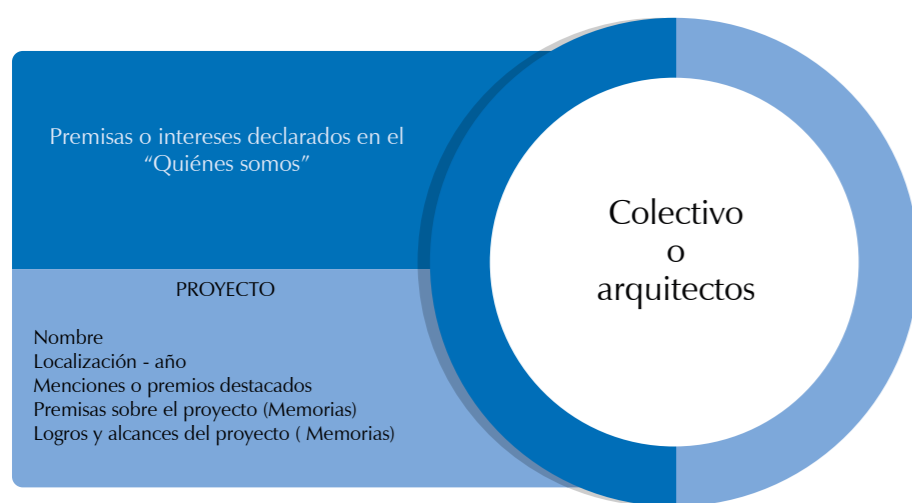 Premisas o intereses declarados en el
“Quiénes somos”
PROYECTO
Nombre
Localización - año
Menciones o premios destacados
Premisas sobre el proyecto (Memorias)
Logros y alcances del proyecto ( Memorias)
Colectivo
o
arquitectos